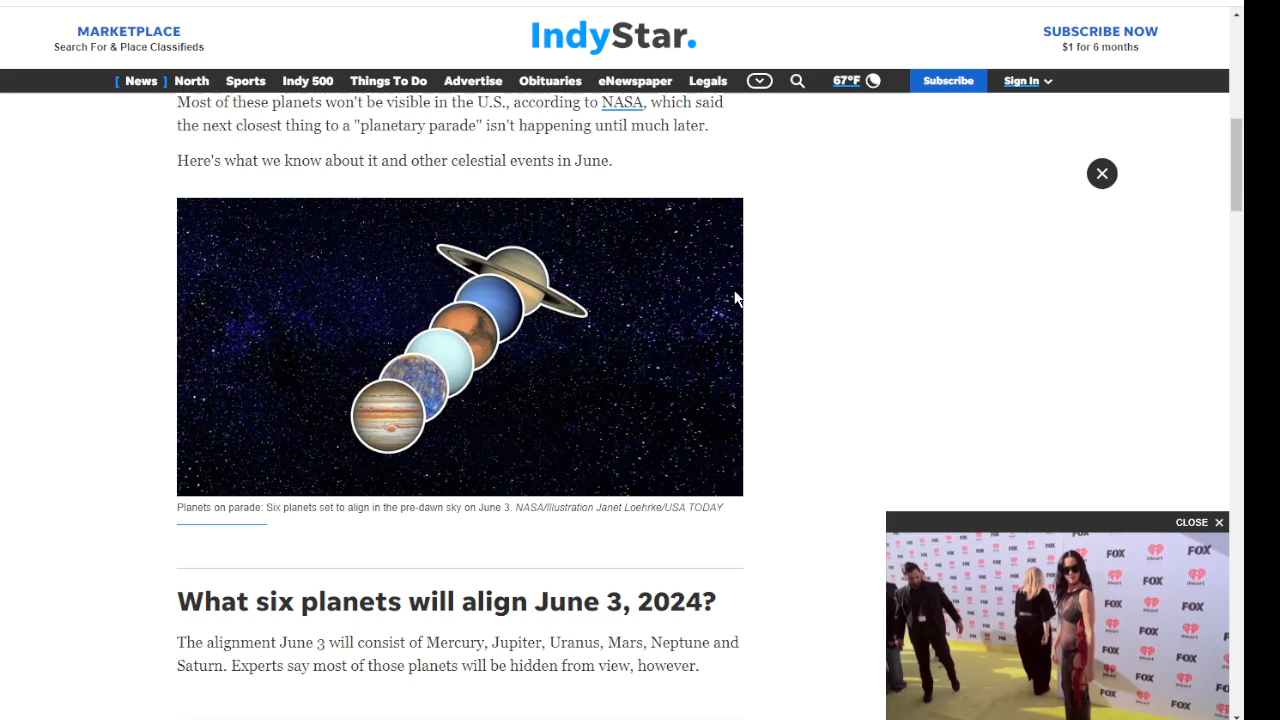 MARKETPLACE
Search For & Place Classifieds
IndyStar.
SUBSCRIBE NOW
$1 for 6 months
[ News ] North Sports Indy 500 Things To Do Advertise Obituaries eNewspaper Legals 67°F Subscribe Sign In
Most of these planets won't be visible in the U.S., according to NASA, which said
the next closest thing to a "planetary parade" isn't happening until much later.
Here's what we know about it and other celestial events in June.
Planets on parade: Six planets set to align in the pre-dawn sky on June 3. NASA/Illustration Janet Loehrke/USA TODAY
CLOSE ×
FOX
iHeart
What six planets will align June 3, 2024?
The alignment June 3 will consist of Mercury, Jupiter, Uranus, Mars, Neptune and
Saturn. Experts say most of those planets will be hidden from view, however.